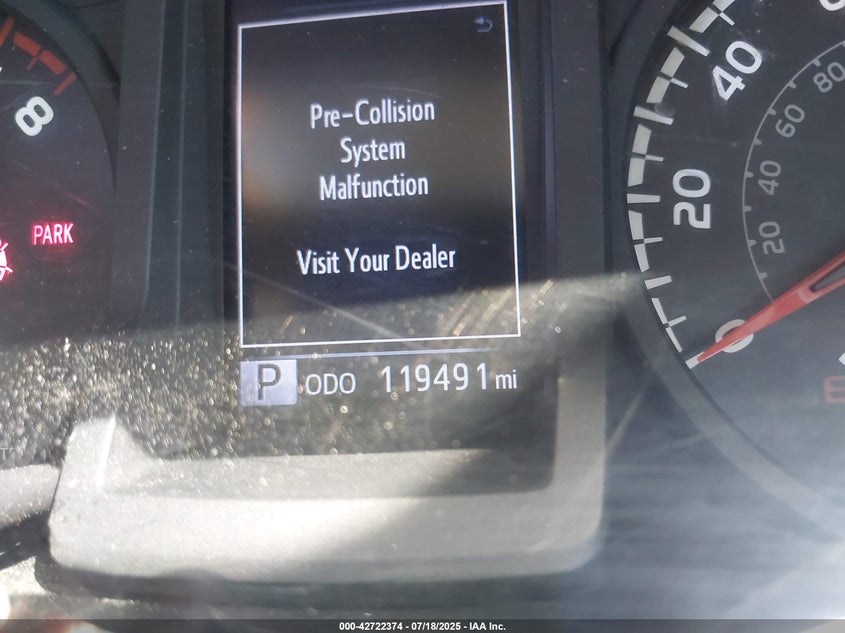 Pre-Collision
System
Malfunction
Visit Your Dealer
P ODO 119491 mi
8
PARK
40
20
0
80
60
40
20
E
000-42722374 - 07/18/2025 - IAA Inc.